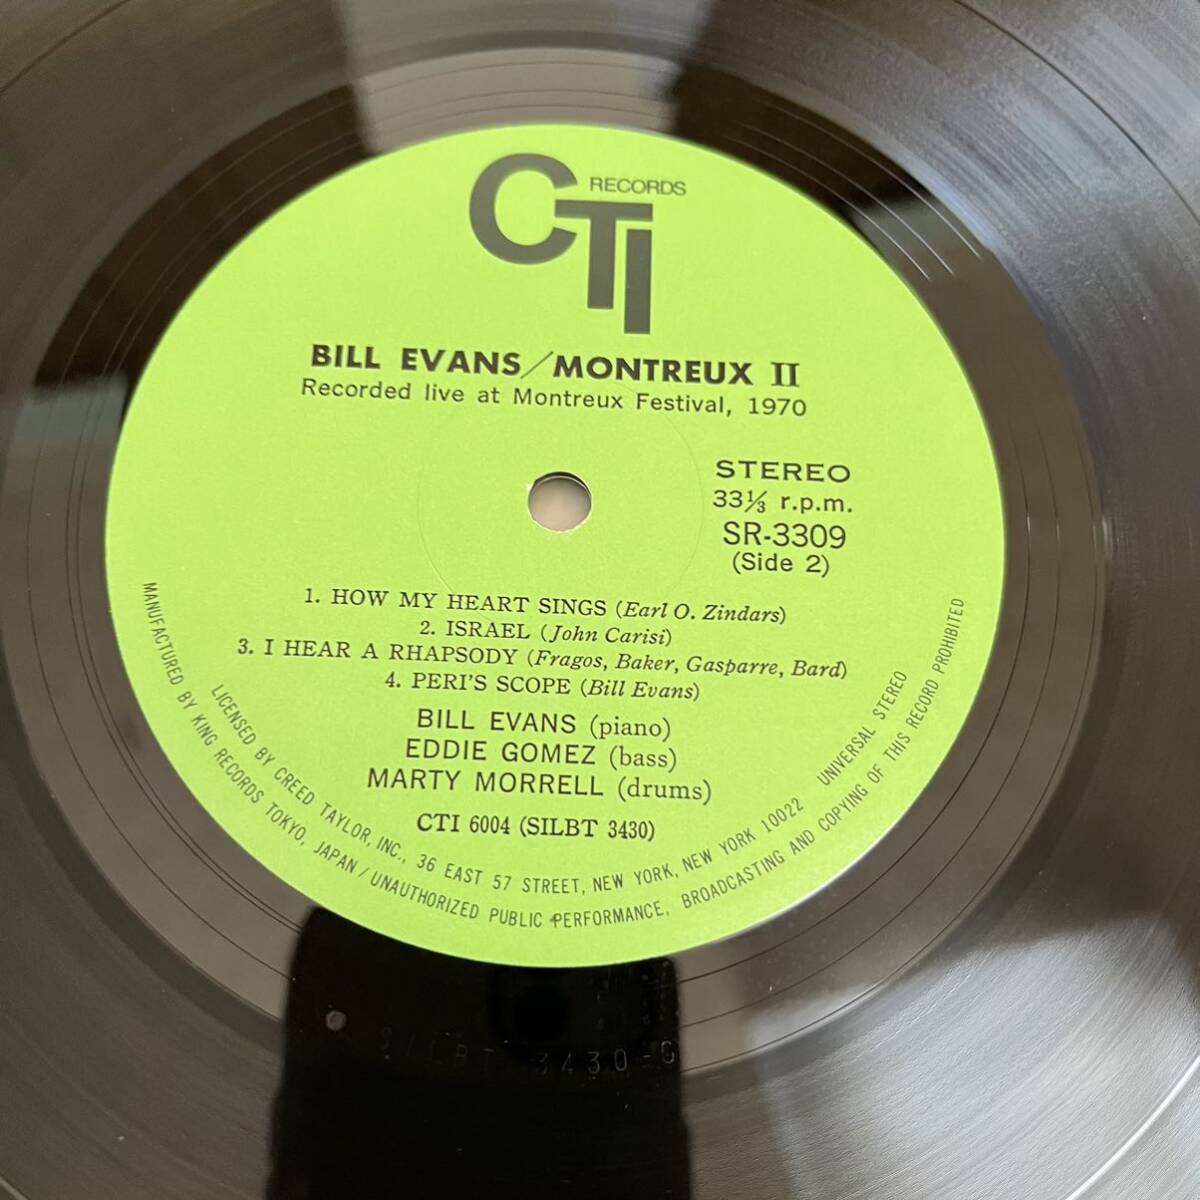 CTI RECORDS
BILL EVANS/MONTREUX II
Recorded live at Montreux Festival, 1970
STEREO
33⅓ r.p.m.
SR-3309
(Side 2)
1. HOW MY HEART SINGS (Earl O. Zindars)
2. ISRAEL (John Carisi)
3. I HEAR A RHAPSODY (Fragos, Baker, Gasparre, Bard)
4. PERI'S SCOPE (Bill Evans)
BILL EVANS (piano)
EDDIE GOMEZ (bass)
MARTY MORRELL (drums)
CTI 6004 (SILBT 3430)
LICENSED BY CREED TAYLOR, INC., 36 EAST 57 STREET, NEW YORK, NEW YORK 10022 UNIVERSAL STEREO
MANUFACTURED BY KING RECORDS TOKYO, JAPAN/UNAUTHORIZED PUBLIC PERFORMANCE, BROADCASTING AND COPYING OF THIS RECORD PROHIBITED